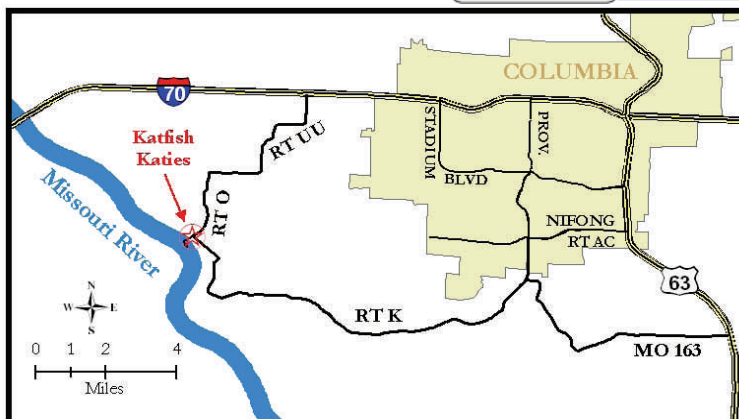 COLUMBIA
70
Katfish
Katies
RT UU
STADIUM
PROV.
BLVD
RT O
Missouri River
NIFONG
RT AC
63
N
W E
S
RT K
MO 163
0 1 2 4
Miles